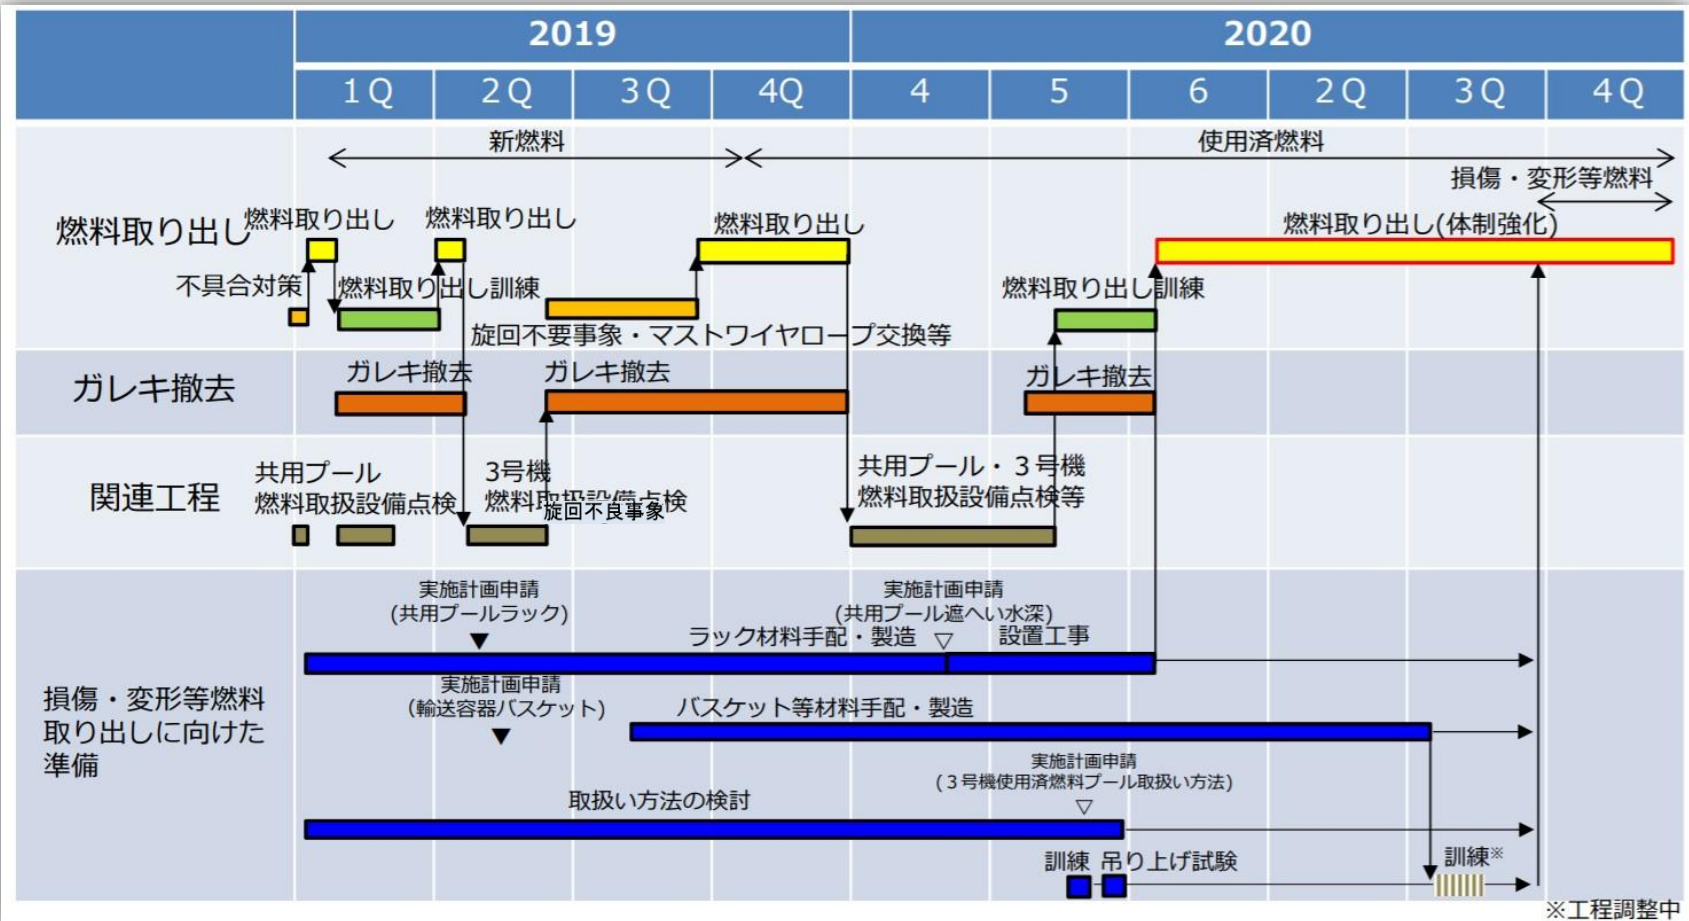 2019
2020
1Q
2Q
3Q
4Q
4
5
6
2Q
3Q
4Q
新燃料
使用済燃料
損傷・変形等燃料
燃料取り出し
燃料取り出し
燃料取り出し
燃料取り出し
燃料取り出し(体制強化)
不具合対策
燃料取り出し訓練
燃料取り出し訓練
旋回不要事象・マストワイヤロープ交換等
ガレキ撤去
ガレキ撤去
ガレキ撤去
ガレキ撤去
関連工程
共用プール
燃料取扱設備点検
3号機
燃料取扱設備点検
旋回不良事象
共用プール・３号機
燃料取扱設備点検等
損傷・変形等燃料
取り出しに向けた
準備
実施計画申請
(共用プールラック)
▼
実施計画申請
(共用プール遮へい水深)
ラック材料手配・製造
▽
設置工事
実施計画申請
(輸送容器バスケット)
▼
バスケット等材料手配・製造
実施計画申請
(３号機使用済燃料プール取扱い方法)
▽
取扱い方法の検討
訓練
吊り上げ試験
訓練※
※工程調整中